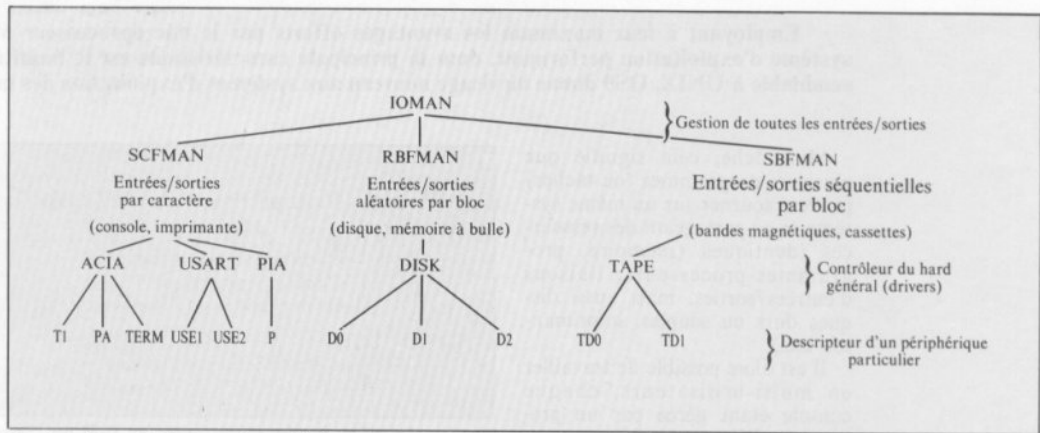 IOMAN
Gestion de toutes les entrées/sorties
SCFMAN
RBFMAN
SBFMAN
Entrées/sorties
par caractère
Entrées/sorties
aléatoires par bloc
Entrées/sorties séquentielles
par bloc
(console, imprimante)
(disque, mémoire à bulle)
(bandes magnétiques, cassettes)
ACIA
USART
PIA
DISK
TAPE
Contrôleur du hard
général (drivers)
T1
PA
TERM
USE1
USE2
P
D0
D1
D2
TD0
TD1
Descripteur d'un périphérique
particulier